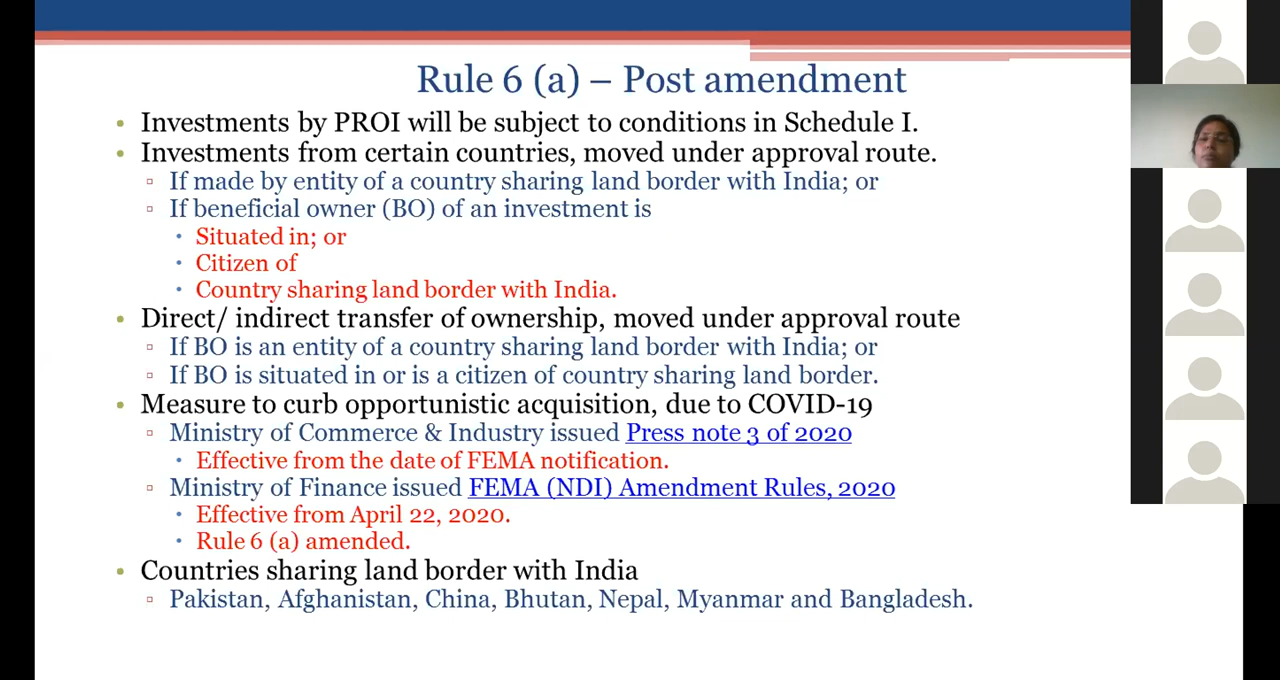 Rule 6 (a) – Post amendment
• Investments by PROI will be subject to conditions in Schedule I.
• Investments from certain countries, moved under approval route.
▫ If made by entity of a country sharing land border with India; or
▫ If beneficial owner (BO) of an investment is
• Situated in; or
• Citizen of
• Country sharing land border with India.
• Direct/ indirect transfer of ownership, moved under approval route
▫ If BO is an entity of a country sharing land border with India; or
▫ If BO is situated in or is a citizen of country sharing land border.
• Measure to curb opportunistic acquisition, due to COVID-19
▫ Ministry of Commerce & Industry issued Press note 3 of 2020
• Effective from the date of FEMA notification.
▫ Ministry of Finance issued FEMA (NDI) Amendment Rules, 2020
• Effective from April 22, 2020.
• Rule 6 (a) amended.
• Countries sharing land border with India
▫ Pakistan, Afghanistan, China, Bhutan, Nepal, Myanmar and Bangladesh.